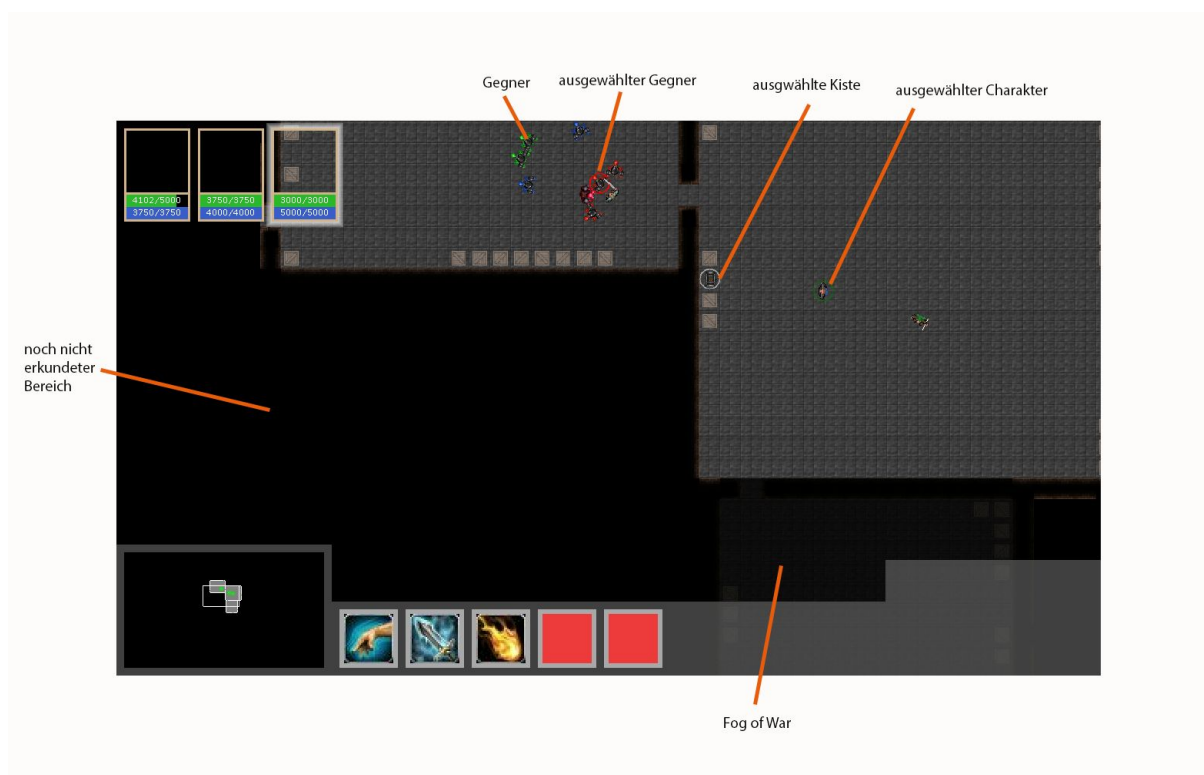 Gegner
ausgewählter Gegner
ausgwählte Kiste
ausgewählter Charakter
4102/5000
3750/3750
3000/3000
3750/3750
4000/4000
5000/5000
noch nicht
erkundeter
Bereich
Fog of War